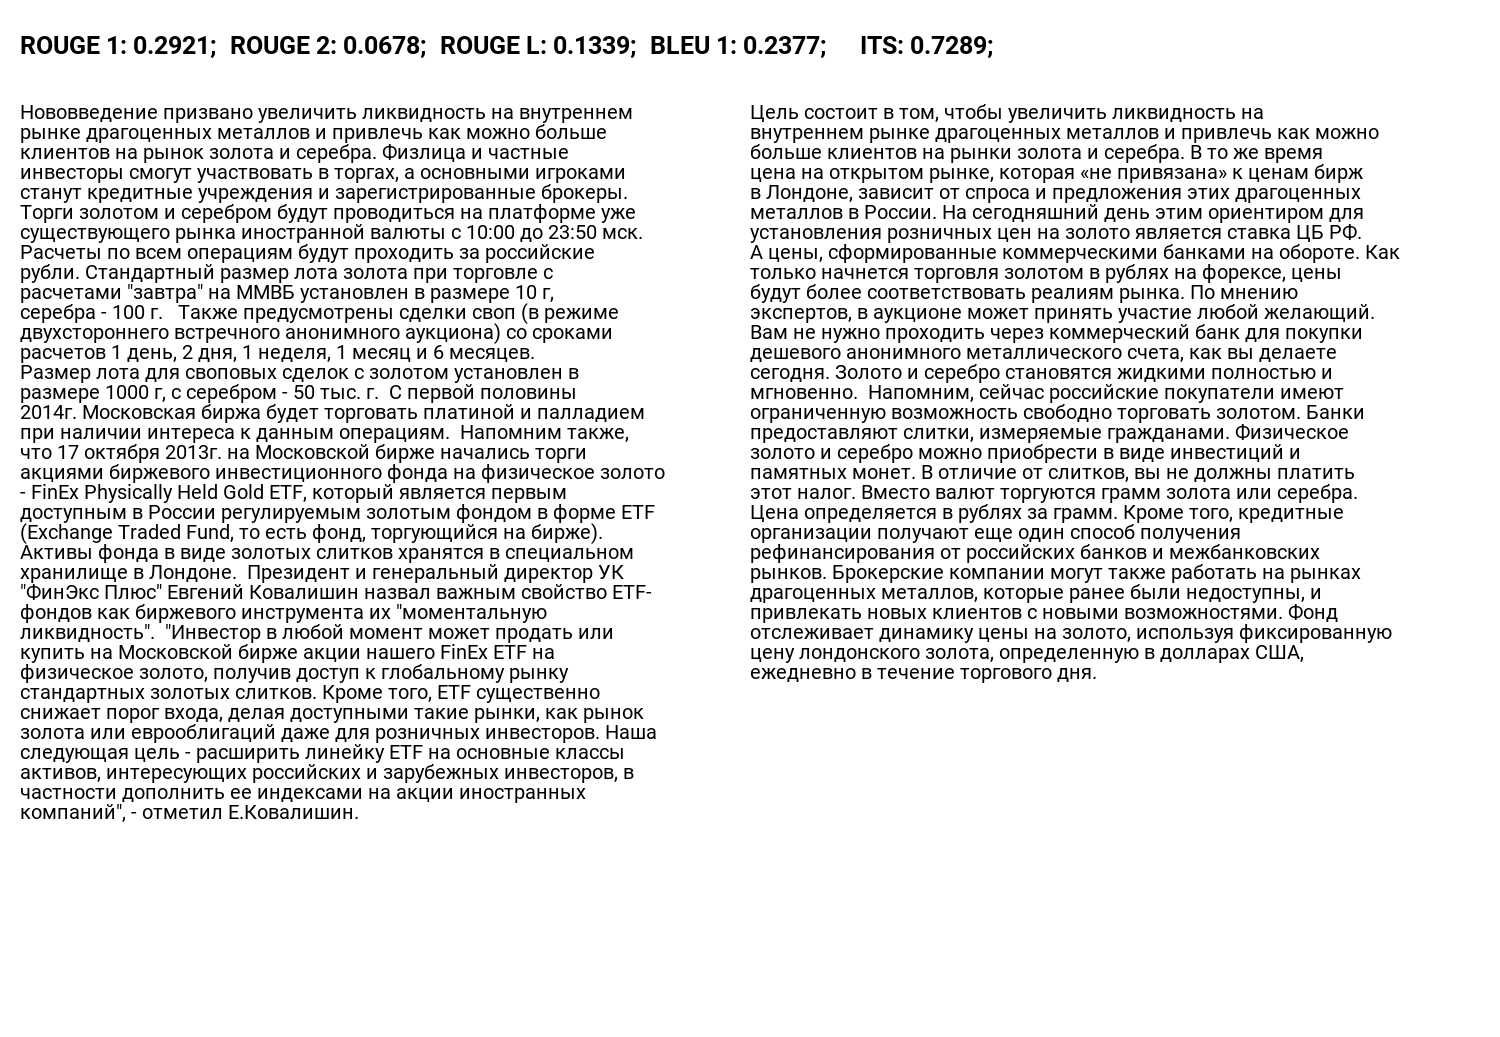 ROUGE 1: 0.2921;  ROUGE 2: 0.0678;  ROUGE L: 0.1339;  BLEU 1: 0.2377;     ITS: 0.7289;
Нововведение призвано увеличить ликвидность на внутреннем
рынке драгоценных металлов и привлечь как можно больше
клиентов на рынок золота и серебра. Физлица и частные
инвесторы смогут участвовать в торгах, а основными игроками
станут кредитные учреждения и зарегистрированные брокеры.
Торги золотом и серебром будут проводиться на платформе уже
существующего рынка иностранной валюты с 10:00 до 23:50 мск.
Расчеты по всем операциям будут проходить за российские
рубли. Стандартный размер лота золота при торговле с
расчетами "завтра" на ММВБ установлен в размере 10 г,
серебра - 100 г.   Также предусмотрены сделки своп (в режиме
двухстороннего встречного анонимного аукциона) со сроками
расчетов 1 день, 2 дня, 1 неделя, 1 месяц и 6 месяцев.
Размер лота для своповых сделок с золотом установлен в
размере 1000 г, с серебром - 50 тыс. г.  С первой половины
2014г. Московская биржа будет торговать платиной и палладием
при наличии интереса к данным операциям.  Напомним также,
что 17 октября 2013г. на Московской бирже начались торги
акциями биржевого инвестиционного фонда на физическое золото
- FinEx Physically Held Gold ETF, который является первым
доступным в России регулируемым золотым фондом в форме ETF
(Exchange Traded Fund, то есть фонд, торгующийся на бирже).
Активы фонда в виде золотых слитков хранятся в специальном
хранилище в Лондоне.  Президент и генеральный директор УК
"ФинЭкс Плюс" Евгений Ковалишин назвал важным свойство ETF-
фондов как биржевого инструмента их "моментальную
ликвидность".  "Инвестор в любой момент может продать или
купить на Московской бирже акции нашего FinEx ETF на
физическое золото, получив доступ к глобальному рынку
стандартных золотых слитков. Кроме того, ETF существенно
снижает порог входа, делая доступными такие рынки, как рынок
золота или еврооблигаций даже для розничных инвесторов. Наша
следующая цель - расширить линейку ETF на основные классы
активов, интересующих российских и зарубежных инвесторов, в
частности дополнить ее индексами на акции иностранных
компаний", - отметил Е.Ковалишин.
Цель состоит в том, чтобы увеличить ликвидность на
внутреннем рынке драгоценных металлов и привлечь как можно
больше клиентов на рынки золота и серебра. В то же время
цена на открытом рынке, которая «не привязана» к ценам бирж
в Лондоне, зависит от спроса и предложения этих драгоценных
металлов в России. На сегодняшний день этим ориентиром для
установления розничных цен на золото является ставка ЦБ РФ.
А цены, сформированные коммерческими банками на обороте. Как
только начнется торговля золотом в рублях на форексе, цены
будут более соответствовать реалиям рынка. По мнению
экспертов, в аукционе может принять участие любой желающий.
Вам не нужно проходить через коммерческий банк для покупки
дешевого анонимного металлического счета, как вы делаете
сегодня. Золото и серебро становятся жидкими полностью и
мгновенно.  Напомним, сейчас российские покупатели имеют
ограниченную возможность свободно торговать золотом. Банки
предоставляют слитки, измеряемые гражданами. Физическое
золото и серебро можно приобрести в виде инвестиций и
памятных монет. В отличие от слитков, вы не должны платить
этот налог. Вместо валют торгуются грамм золота или серебра.
Цена определяется в рублях за грамм. Кроме того, кредитные
организации получают еще один способ получения
рефинансирования от российских банков и межбанковских
рынков. Брокерские компании могут также работать на рынках
драгоценных металлов, которые ранее были недоступны, и
привлекать новых клиентов с новыми возможностями. Фонд
отслеживает динамику цены на золото, используя фиксированную
цену лондонского золота, определенную в долларах США,
ежедневно в течение торгового дня.